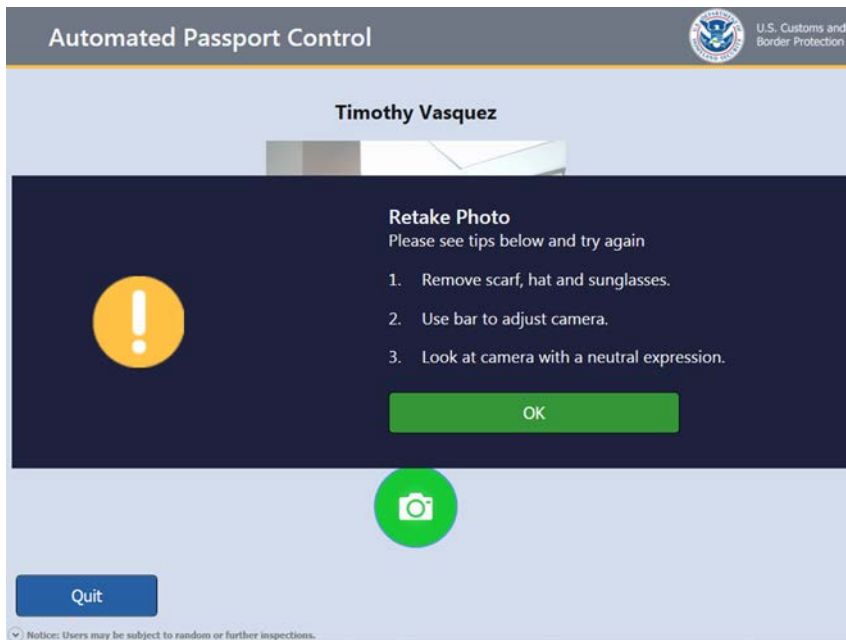 Automated Passport Control
U.S. Customs and
Border Protection
Timothy Vasquez
Retake Photo
Please see tips below and try again
1. Remove scarf, hat and sunglasses.
2. Use bar to adjust camera.
3. Look at camera with a neutral expression.
OK
Quit
Notice: Users may be subject to random or further inspections.